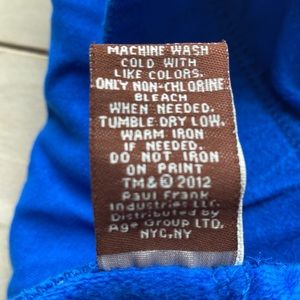 MACHINE WASH
COLD WITH
LIKE COLORS.
ONLY NON-CHLORINE
BLEACH
WHEN NEEDED.
TUMBLE DRY LOW.
WARM IRON
IF NEEDED.
DO NOT IRON
ON PRINT
TM&©2012
Paul Frank
Industries LLC.
Distributed by
Age Group LTD.
NYC,NY